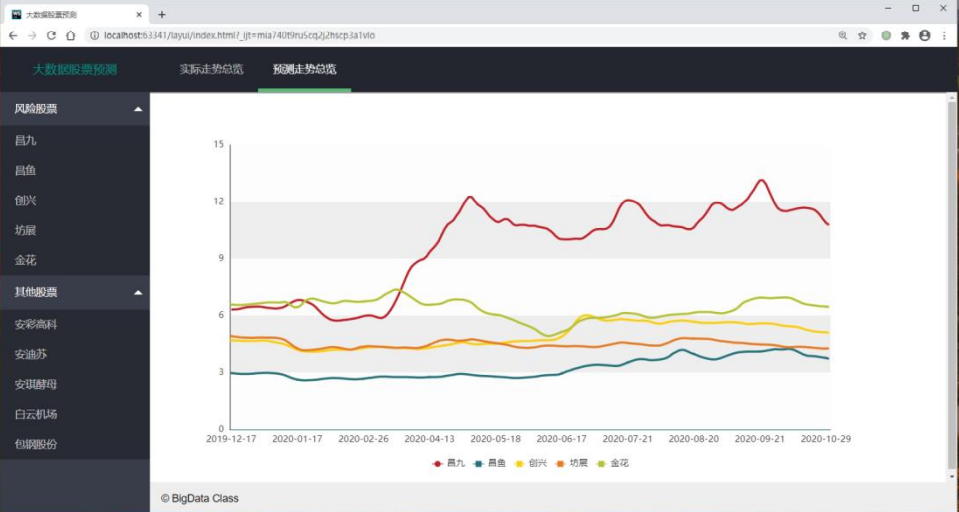 大数据股票预测
localhost:63341/layui/index.html?_ijt=mia740t9ru5cq2j2hscp3a1vlo
大数据股票预测
实际走势总览
预测走势总览
风险股票
昌九
昌鱼
创兴
坊展
金花
其他股票
安彩高科
安迪苏
安琪酵母
白云机场
包钢股份
15
12
9
6
3
0
2019-12-17 2020-01-17 2020-02-26 2020-04-13 2020-05-18 2020-06-17 2020-07-21 2020-08-20 2020-09-21 2020-10-29
昌九 昌鱼 创兴 坊展 金花
© BigData Class